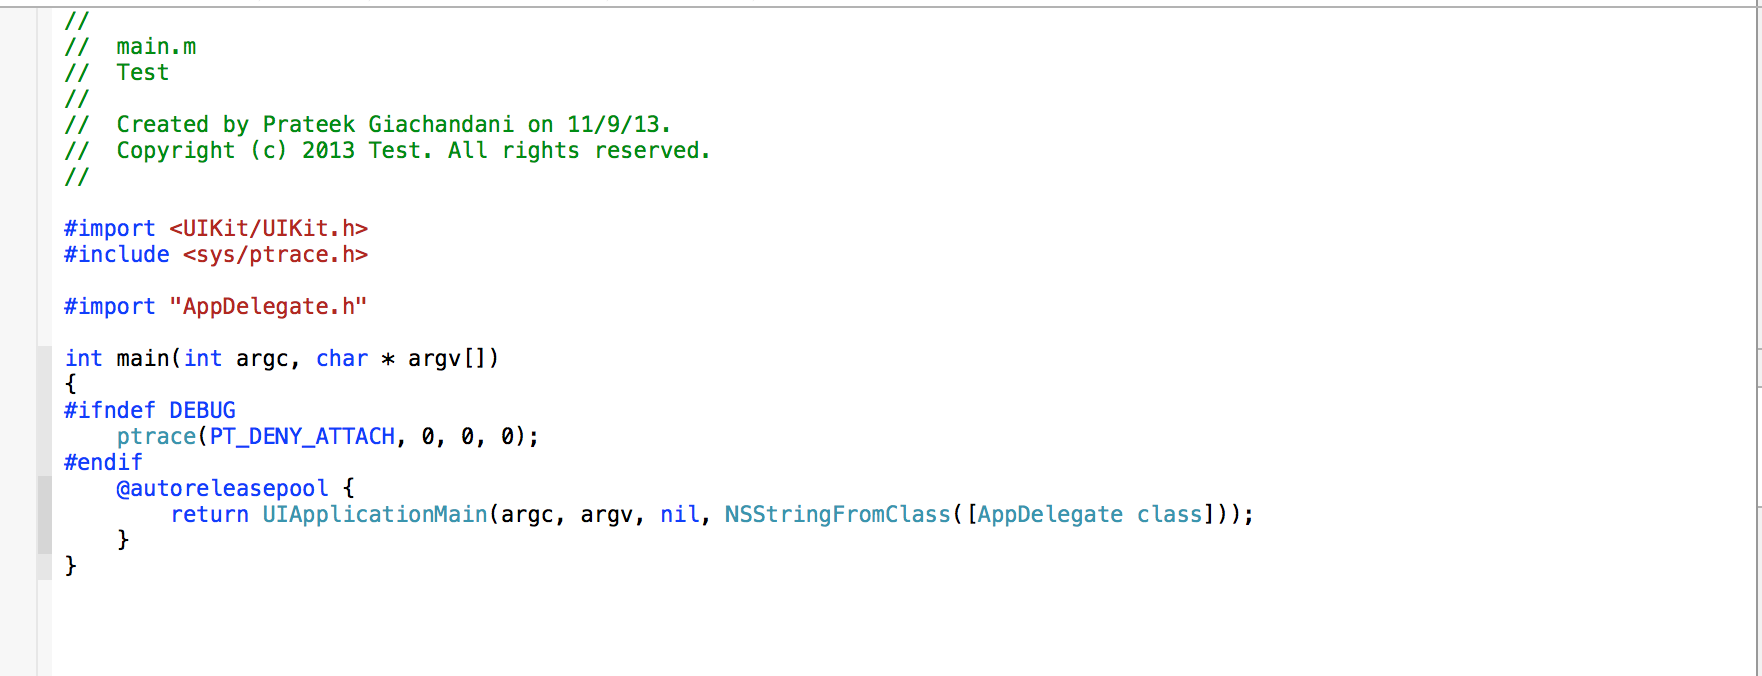 //
//  main.m
//  Test
//
//  Created by Prateek Giachandani on 11/9/13.
//  Copyright (c) 2013 Test. All rights reserved.
//
#import <UIKit/UIKit.h>
#include <sys/ptrace.h>
#import "AppDelegate.h"
int main(int argc, char * argv[])
{
#ifndef DEBUG
    ptrace(PT_DENY_ATTACH, 0, 0, 0);
#endif
    @autoreleasepool {
        return UIApplicationMain(argc, argv, nil, NSStringFromClass([AppDelegate class]));
    }
}